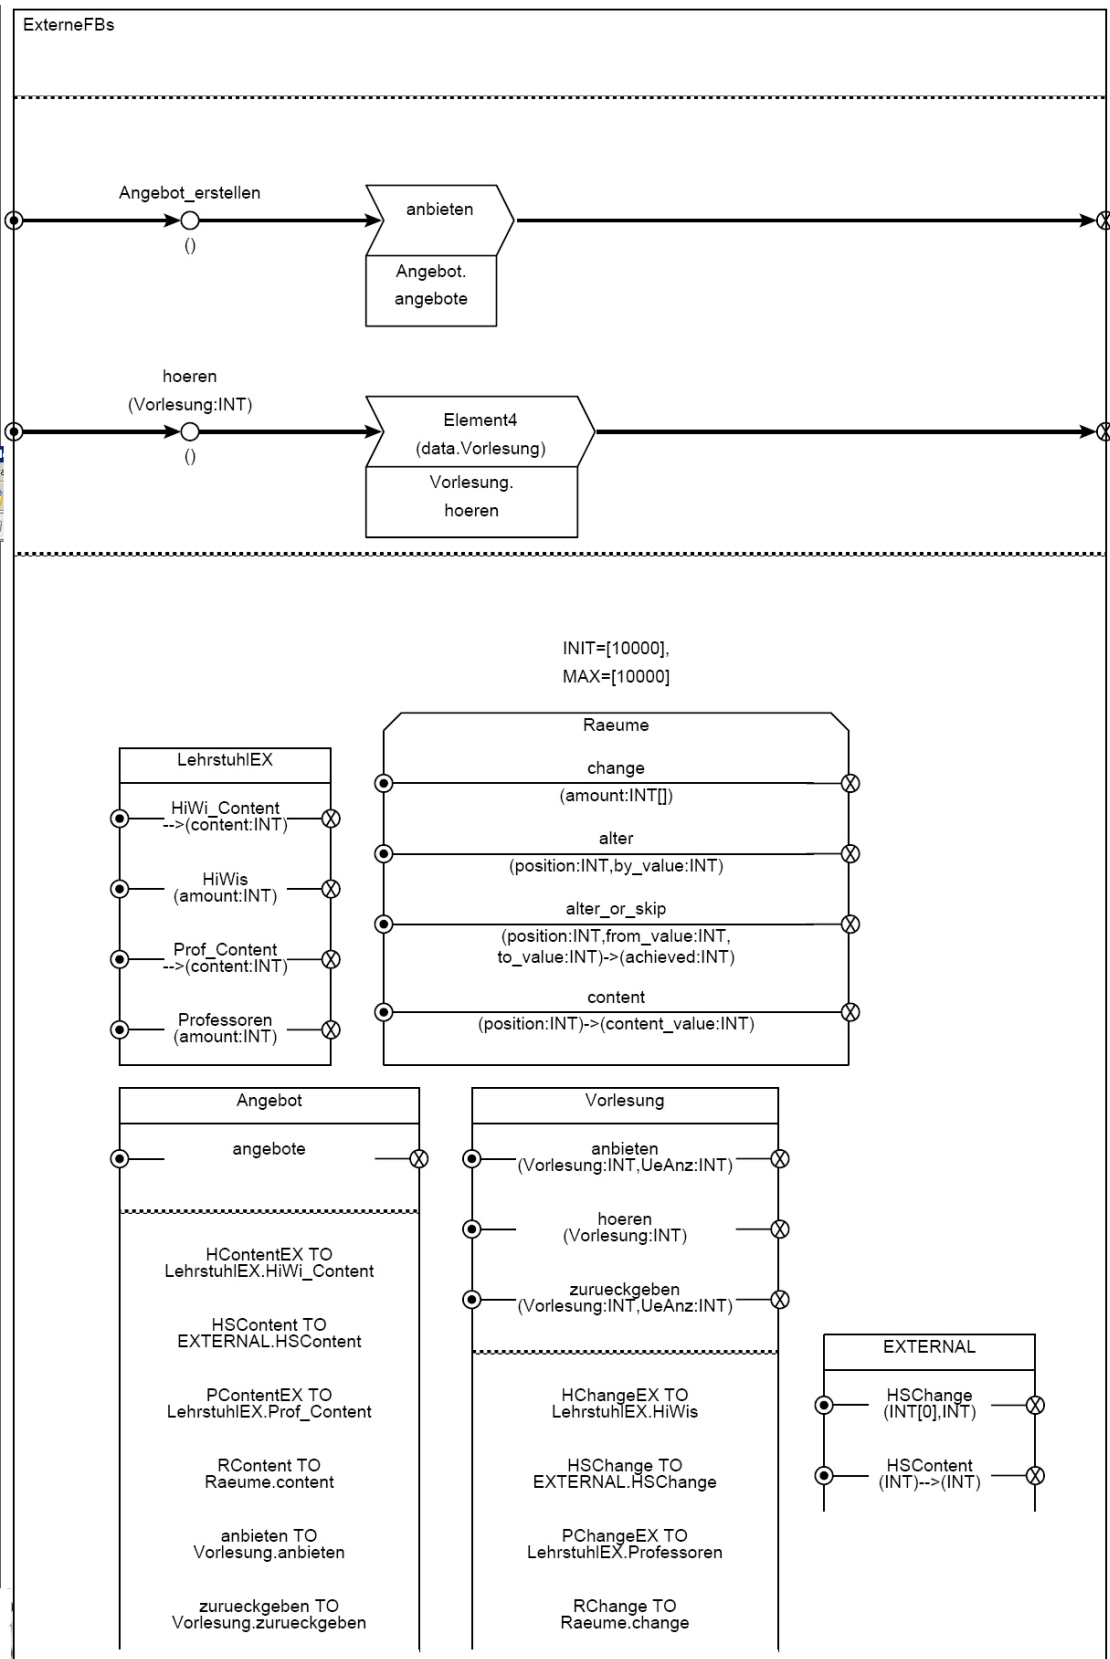 ExterneFBs
Angebot_erstellen
()
anbieten
Angebot.
angebote
hoeren
(Vorlesung:INT)
()
Element4
(data.Vorlesung)
Vorlesung.
hoeren
INIT=[10000],
MAX=[10000]
LehrstuhlEX
HiWi_Content
-->(content:INT)
HiWis
(amount:INT)
Prof_Content
-->(content:INT)
Professoren
(amount:INT)
Raeume
change
(amount:INT[])
alter
(position:INT,by_value:INT)
alter_or_skip
(position:INT,from_value:INT,
to_value:INT)->(achieved:INT)
content
(position:INT)->(content_value:INT)
Angebot
angebote
HContentEX TO
LehrstuhlEX.HiWi_Content
HSContent TO
EXTERNAL.HSContent
PContentEX TO
LehrstuhlEX.Prof_Content
RContent TO
Raeume.content
anbieten TO
Vorlesung.anbieten
zurueckgeben TO
Vorlesung.zurueckgeben
Vorlesung
anbieten
(Vorlesung:INT,UeAnz:INT)
hoeren
(Vorlesung:INT)
zurueckgeben
(Vorlesung:INT,UeAnz:INT)
HChangeEX TO
LehrstuhlEX.HiWis
HSChange TO
EXTERNAL.HSChange
PChangeEX TO
LehrstuhlEX.Professoren
RChange TO
Raeume.change
EXTERNAL
HSChange
(INT[0],INT)
HSContent
(INT)-->(INT)